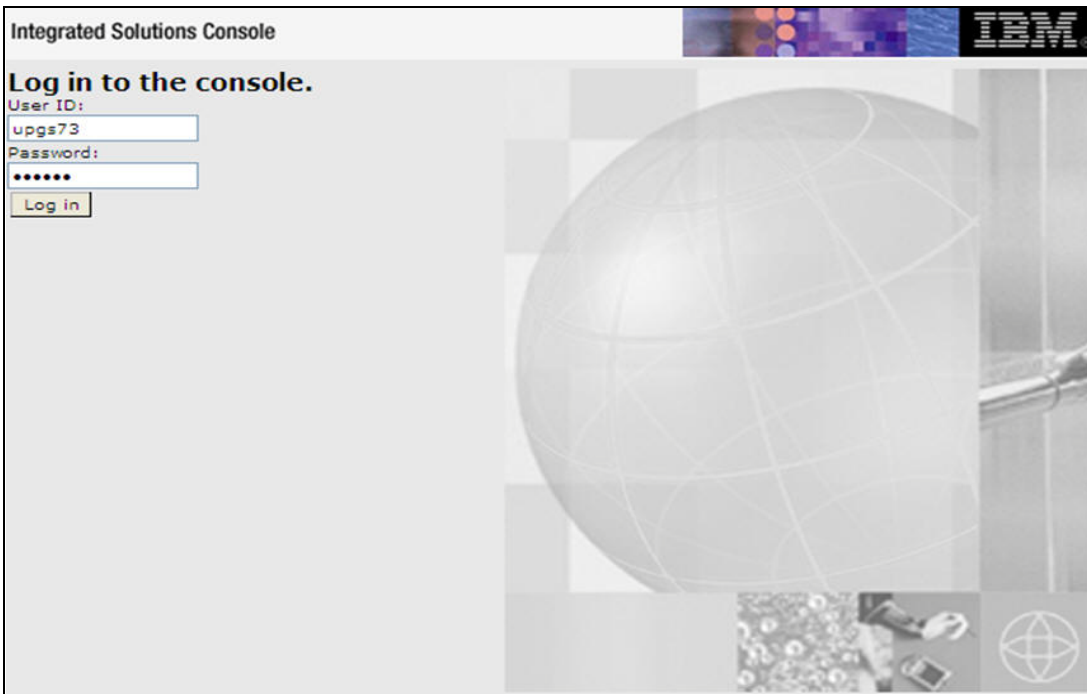 Integrated Solutions Console
IBM®
Log in to the console.
User ID:
upgs73
Password:
••••••
Log in